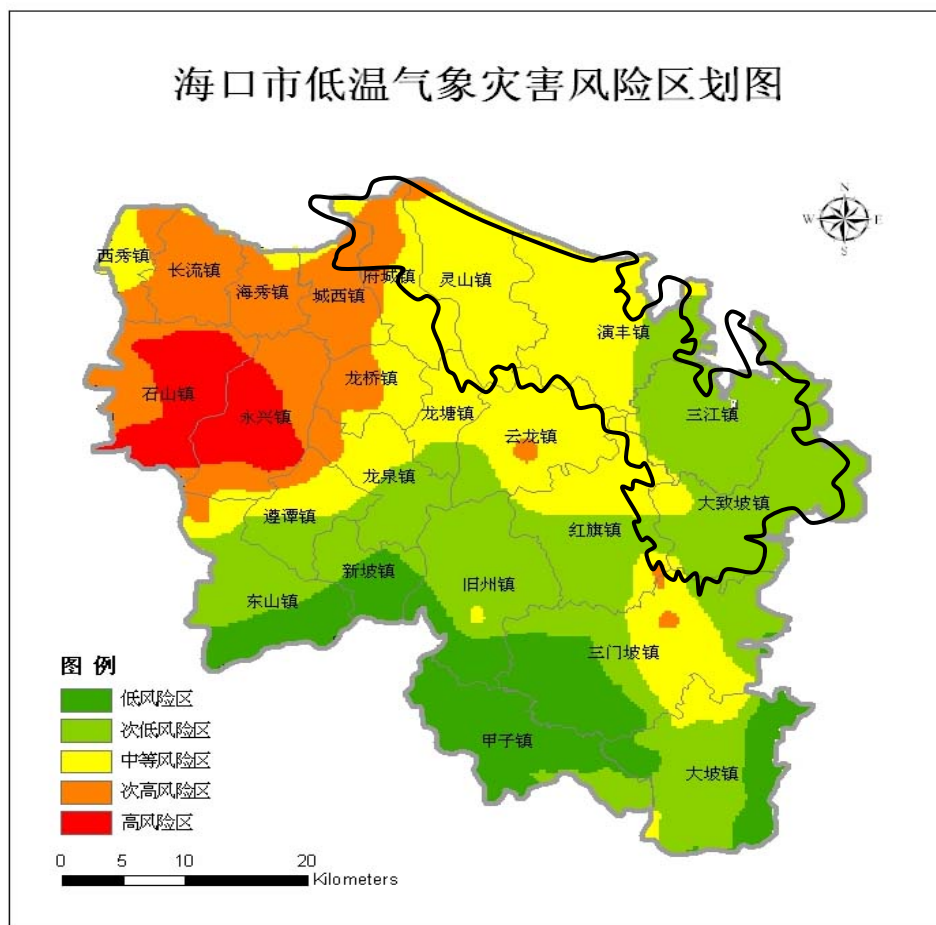 海口市低温气象灾害风险区划图
N
W
E
S
西秀镇
长流镇
海秀镇
城西镇
府城镇
灵山镇
演丰镇
石山镇
永兴镇
龙桥镇
龙塘镇
云龙镇
三江镇
龙泉镇
大致坡镇
遵谭镇
红旗镇
新坡镇
旧州镇
东山镇
三门坡镇
甲子镇
大坡镇
图 例
低风险区
次低风险区
中等风险区
次高风险区
高风险区
0 5 10 20
Kilometers